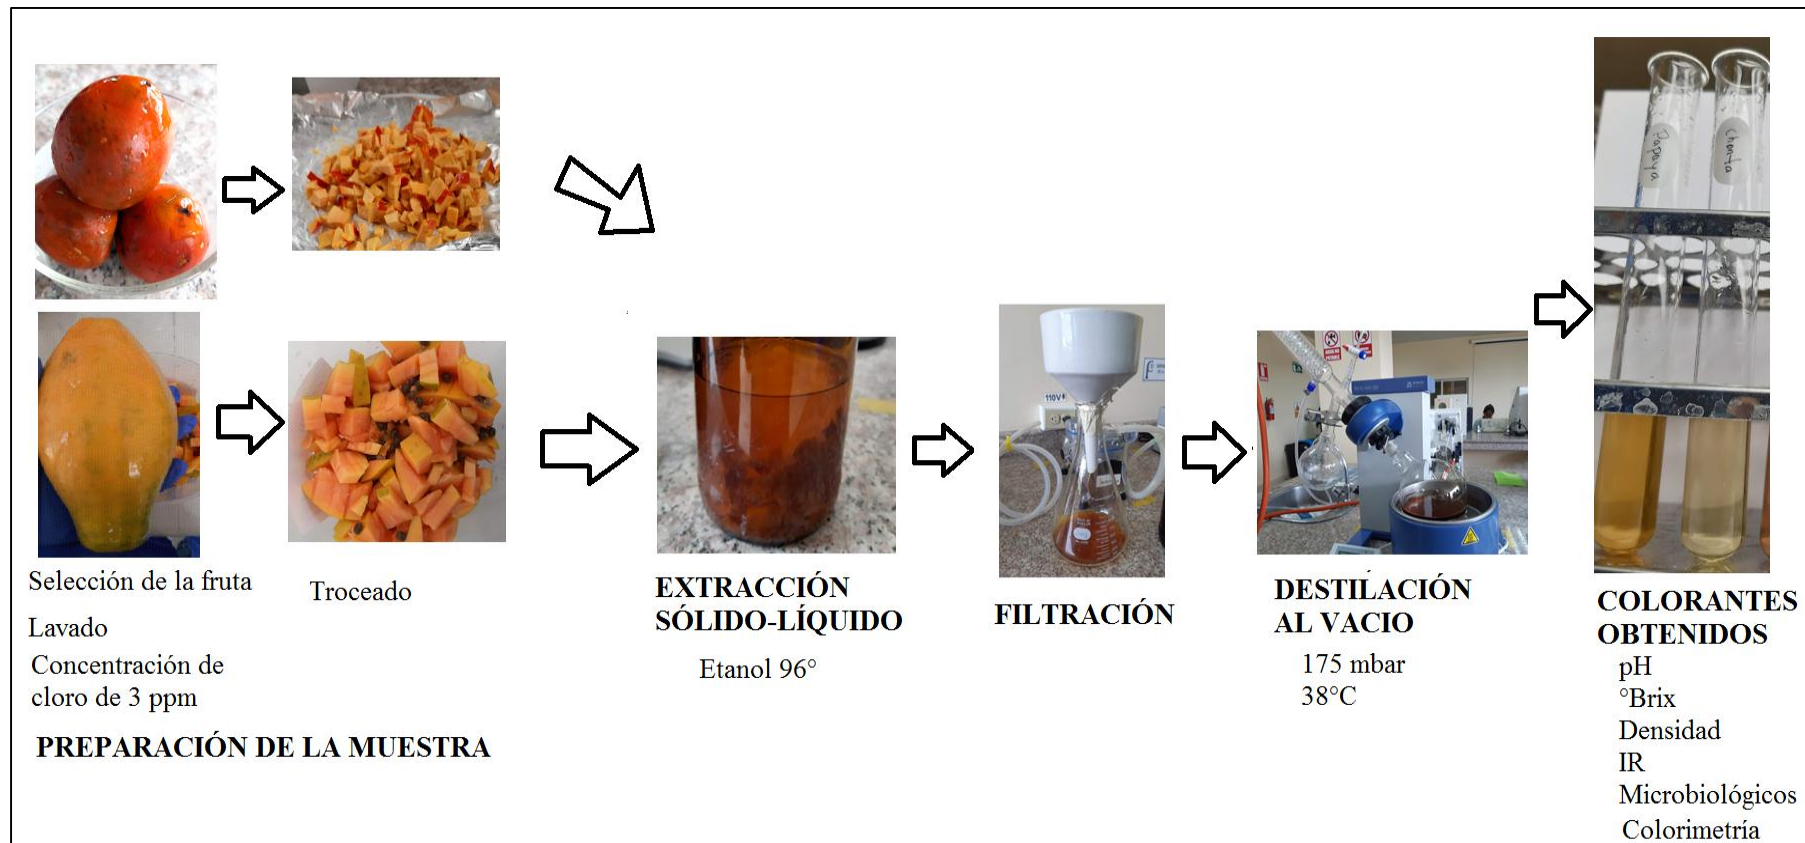 Selección de la fruta
Lavado
Concentración de
cloro de 3 ppm
Troceado
PREPARACIÓN DE LA MUESTRA
EXTRACCIÓN
SÓLIDO-LÍQUIDO
Etanol 96°
110V
FILTRACIÓN
DESTILACIÓN
AL VACIO
175 mbar
38°C
Papaya
Chonta
COLORANTES
OBTENIDOS
pH
°Brix
Densidad
IR
Microbiológicos
Colorimetría